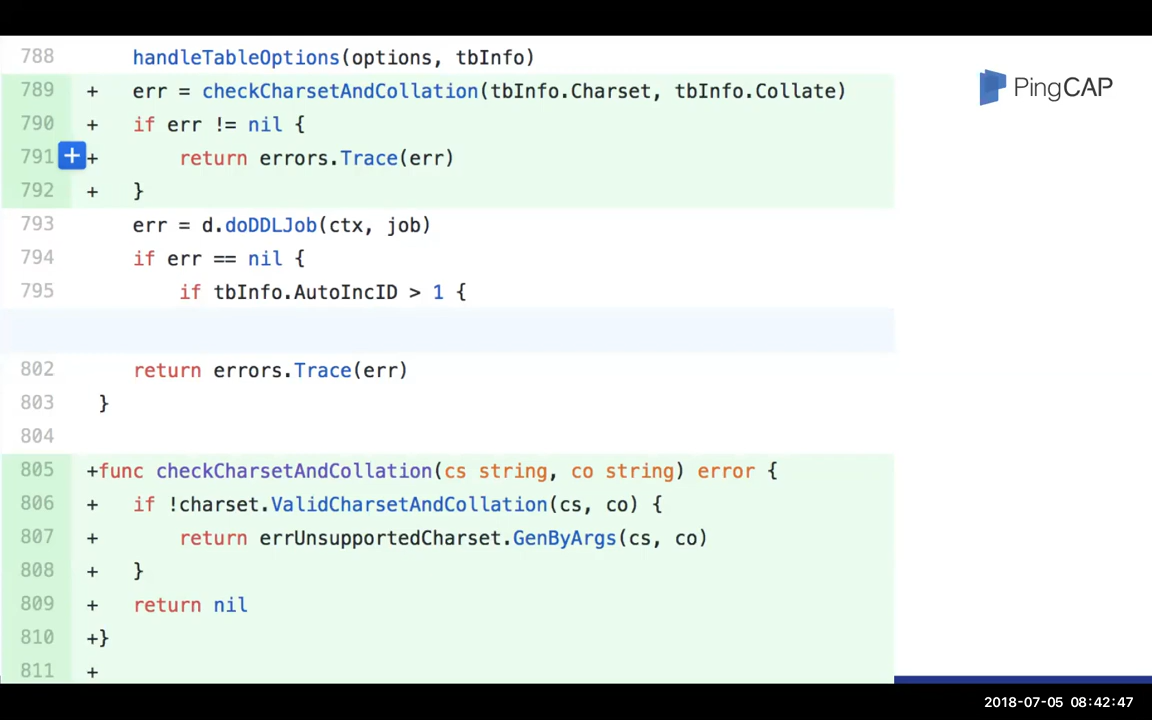 788 handleTableOptions(options, tbInfo)
789 + err = checkCharsetAndCollation(tbInfo.Charset, tbInfo.Collate)
790 + if err != nil {
791 + + return errors.Trace(err)
792 + }
793 err = d.doDDLJob(ctx, job)
794 if err == nil {
795 if tbInfo.AutoIncID > 1 {
802 return errors.Trace(err)
803 }
804
805 +func checkCharsetAndCollation(cs string, co string) error {
806 + if !charset.ValidCharsetAndCollation(cs, co) {
807 + return errUnsupportedCharset.GenByArgs(cs, co)
808 + }
809 + return nil
810 +}
811 +
PingCAP
2018-07-05 08:42:47